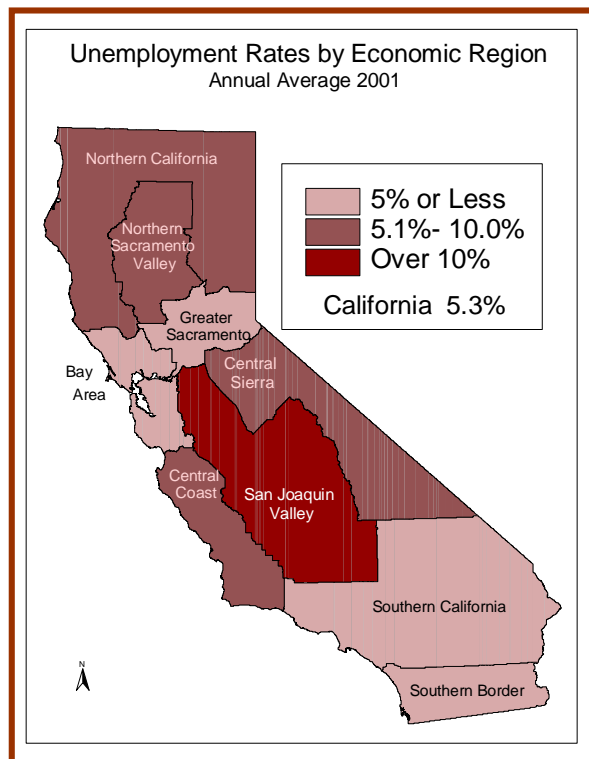 Unemployment Rates by Economic Region
Annual Average 2001
Northern California
5% or Less
5.1%- 10.0%
Over 10%
California 5.3%
Northern
Sacramento
Valley
Greater
Sacramento
Bay
Area
Central
Sierra
Central
Coast
San Joaquin
Valley
Southern California
Southern Border
N